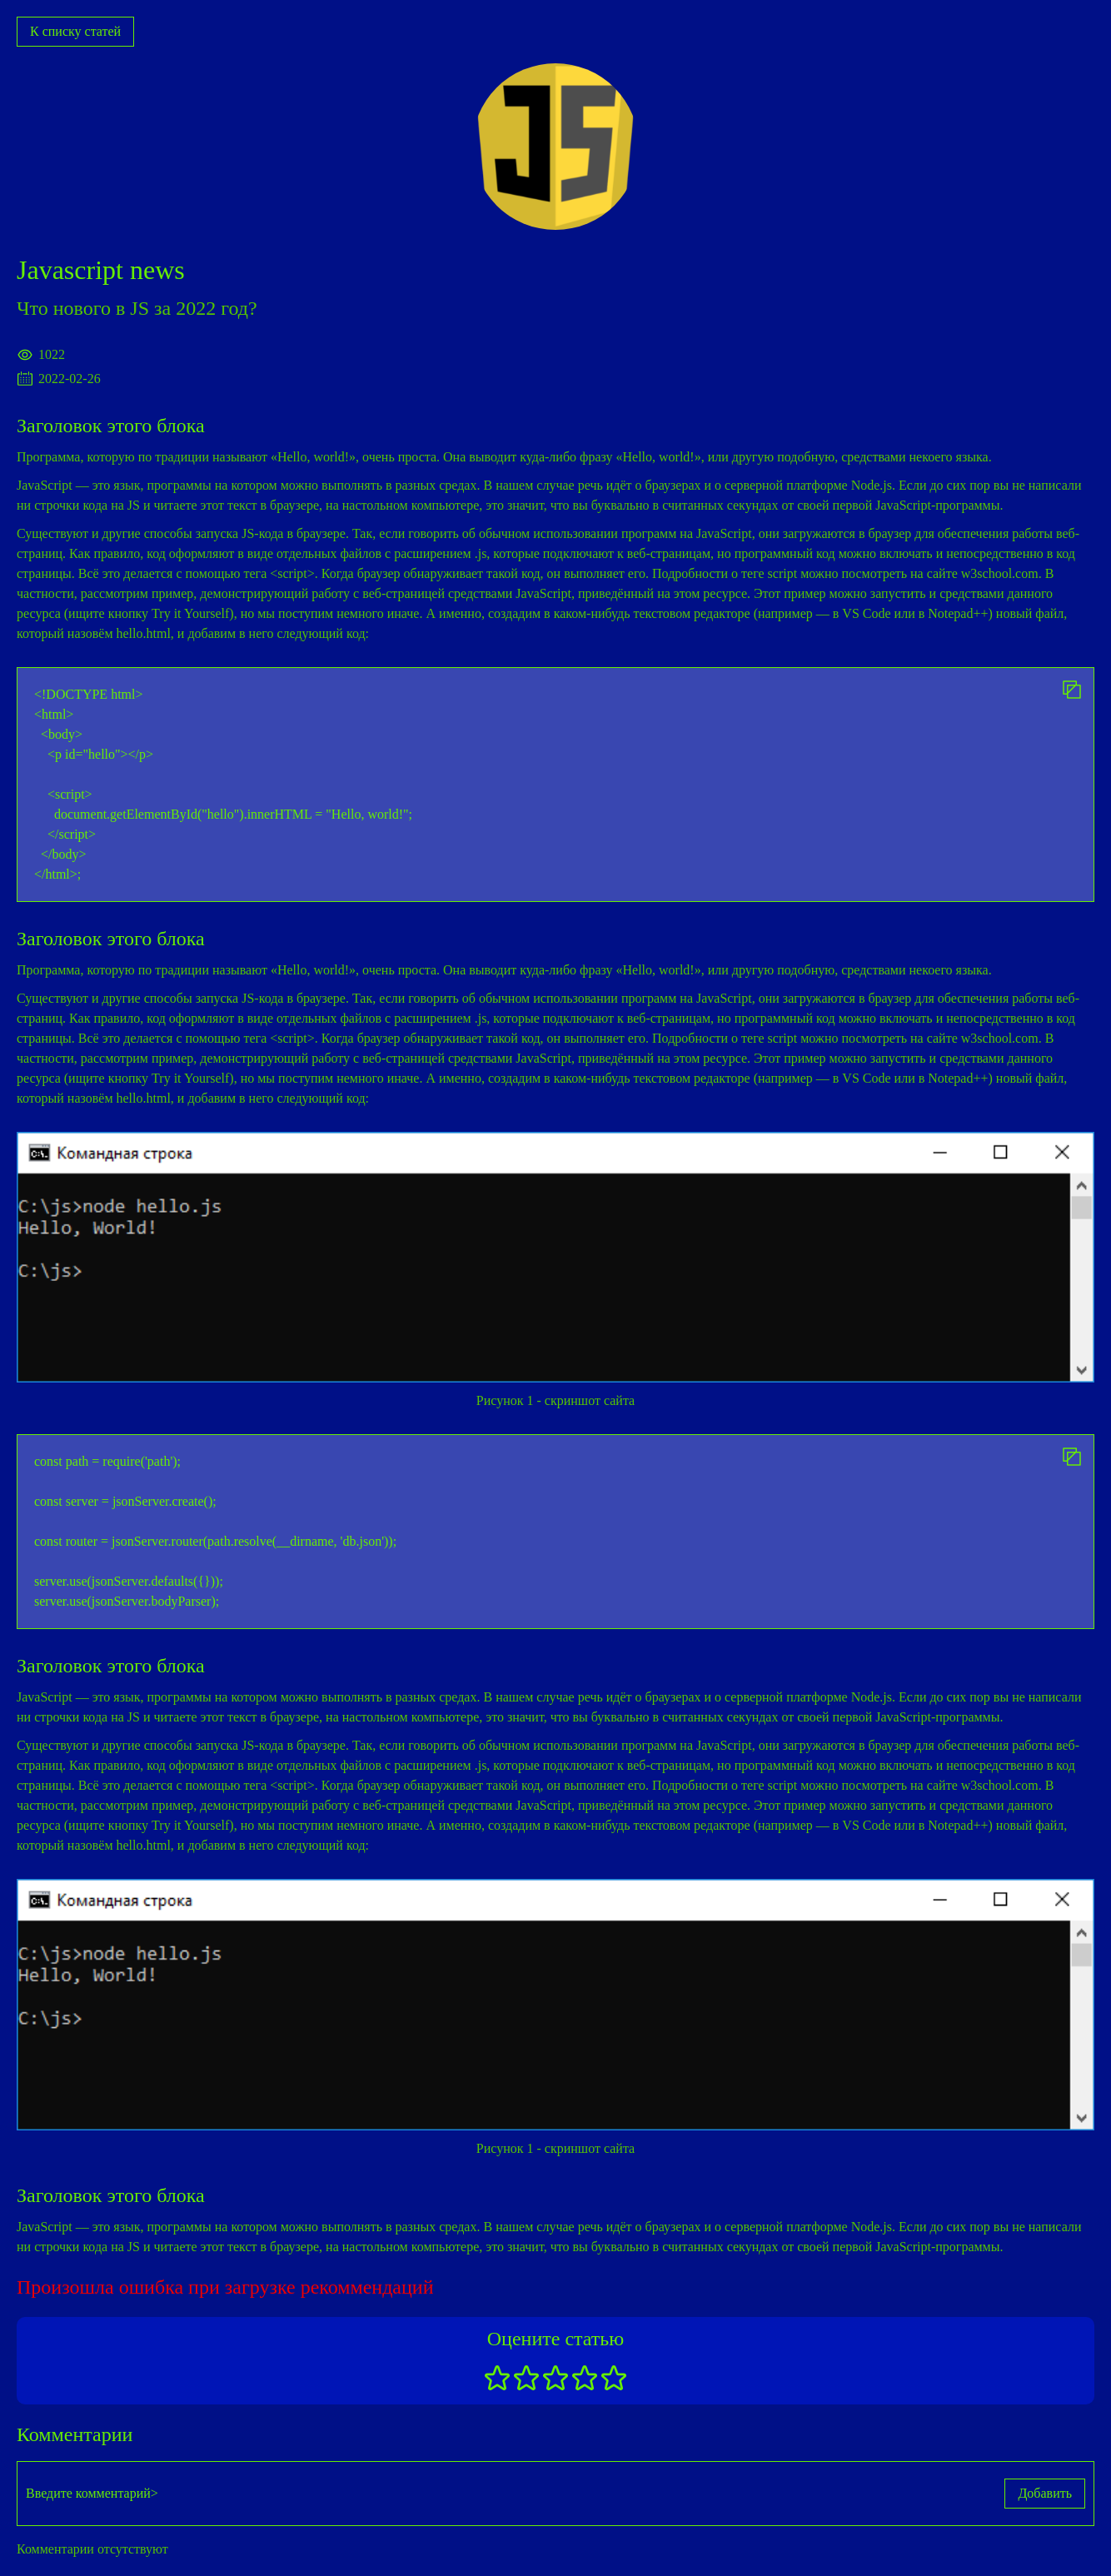 К списку статей
JS
Javascript news
Что нового в JS за 2022 год?
1022
2022-02-26
Заголовок этого блока
Программа, которую по традиции называют «Hello, world!», очень проста. Она выводит куда-либо фразу «Hello, world!», или другую подобную, средствами некоего языка.
JavaScript — это язык, программы на котором можно выполнять в разных средах. В нашем случае речь идёт о браузерах и о серверной платформе Node.js. Если до сих пор вы не написали
ни строчки кода на JS и читаете этот текст в браузере, на настольном компьютере, это значит, что вы буквально в считанных секундах от своей первой JavaScript-программы.
Существуют и другие способы запуска JS-кода в браузере. Так, если говорить об обычном использовании программ на JavaScript, они загружаются в браузер для обеспечения работы веб-
страниц. Как правило, код оформляют в виде отдельных файлов с расширением .js, которые подключают к веб-страницам, но программный код можно включать и непосредственно в код
страницы. Всё это делается с помощью тега <script>. Когда браузер обнаруживает такой код, он выполняет его. Подробности о теге script можно посмотреть на сайте w3school.com. В
частности, рассмотрим пример, демонстрирующий работу с веб-страницей средствами JavaScript, приведённый на этом ресурсе. Этот пример можно запустить и средствами данного
ресурса (ищите кнопку Try it Yourself), но мы поступим немного иначе. А именно, создадим в каком-нибудь текстовом редакторе (например — в VS Code или в Notepad++) новый файл,
который назовём hello.html, и добавим в него следующий код:
<!DOCTYPE html>
<html>
<body>
<p id="hello"></p>
<script>
document.getElementById("hello").innerHTML = "Hello, world!";
</script>
</body>
</html>;
Заголовок этого блока
Программа, которую по традиции называют «Hello, world!», очень проста. Она выводит куда-либо фразу «Hello, world!», или другую подобную, средствами некоего языка.
Существуют и другие способы запуска JS-кода в браузере. Так, если говорить об обычном использовании программ на JavaScript, они загружаются в браузер для обеспечения работы веб-
страниц. Как правило, код оформляют в виде отдельных файлов с расширением .js, которые подключают к веб-страницам, но программный код можно включать и непосредственно в код
страницы. Всё это делается с помощью тега <script>. Когда браузер обнаруживает такой код, он выполняет его. Подробности о теге script можно посмотреть на сайте w3school.com. В
частности, рассмотрим пример, демонстрирующий работу с веб-страницей средствами JavaScript, приведённый на этом ресурсе. Этот пример можно запустить и средствами данного
ресурса (ищите кнопку Try it Yourself), но мы поступим немного иначе. А именно, создадим в каком-нибудь текстовом редакторе (например — в VS Code или в Notepad++) новый файл,
который назовём hello.html, и добавим в него следующий код:
Командная строка
C:\js>node hello.js
Hello, World!
C:\js>
Рисунок 1 - скриншот сайта
const path = require('path');
const server = jsonServer.create();
const router = jsonServer.router(path.resolve(__dirname, 'db.json'));
server.use(jsonServer.defaults({}));
server.use(jsonServer.bodyParser);
Заголовок этого блока
JavaScript — это язык, программы на котором можно выполнять в разных средах. В нашем случае речь идёт о браузерах и о серверной платформе Node.js. Если до сих пор вы не написали
ни строчки кода на JS и читаете этот текст в браузере, на настольном компьютере, это значит, что вы буквально в считанных секундах от своей первой JavaScript-программы.
Существуют и другие способы запуска JS-кода в браузере. Так, если говорить об обычном использовании программ на JavaScript, они загружаются в браузер для обеспечения работы веб-
страниц. Как правило, код оформляют в виде отдельных файлов с расширением .js, которые подключают к веб-страницам, но программный код можно включать и непосредственно в код
страницы. Всё это делается с помощью тега <script>. Когда браузер обнаруживает такой код, он выполняет его. Подробности о теге script можно посмотреть на сайте w3school.com. В
частности, рассмотрим пример, демонстрирующий работу с веб-страницей средствами JavaScript, приведённый на этом ресурсе. Этот пример можно запустить и средствами данного
ресурса (ищите кнопку Try it Yourself), но мы поступим немного иначе. А именно, создадим в каком-нибудь текстовом редакторе (например — в VS Code или в Notepad++) новый файл,
который назовём hello.html, и добавим в него следующий код:
Командная строка
C:\js>node hello.js
Hello, World!
C:\js>
Рисунок 1 - скриншот сайта
Заголовок этого блока
JavaScript — это язык, программы на котором можно выполнять в разных средах. В нашем случае речь идёт о браузерах и о серверной платформе Node.js. Если до сих пор вы не написали
ни строчки кода на JS и читаете этот текст в браузере, на настольном компьютере, это значит, что вы буквально в считанных секундах от своей первой JavaScript-программы.
Произошла ошибка при загрузке рекоммендаций
Оцените статью
Комментарии
Введите комментарий>
Добавить
Комментарии отсутствуют